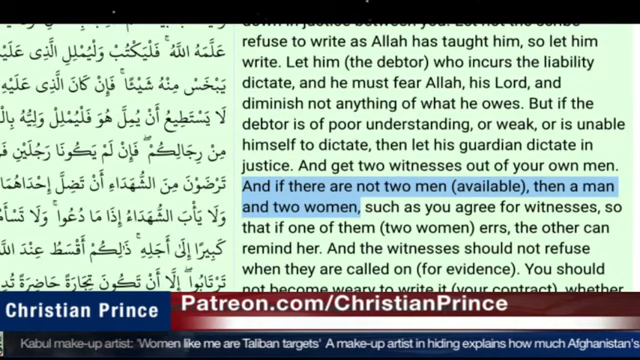 down in justice between you. Let not the scribe
refuse to write as Allah has taught him, so let him
write. Let him (the debtor) who incurs the liability
dictate, and he must fear Allah, his Lord, and
diminish not anything of what he owes. But if the
debtor is of poor understanding, or weak, or is unable
himself to dictate, then let his guardian dictate in
justice. And get two witnesses out of your own men.
And if there are not two men (available), then a man
and two women, such as you agree for witnesses, so
that if one of them (two women) errs, the other can
remind her. And the witnesses should not refuse
when they are called on (for evidence). You should
not become weary to write it (your contract), whether
عَلَّمَهُ اللَّهُ ۚ فَلْيَكْتُبْ وَلْيُمْلِلِ الَّذِي عَلَيْهِ
يَبْخَسْ مِنْهُ شَيْئًا ۚ فَإِنْ كَانَ الَّذِي عَلَيْهِ
لَا يَسْتَطِيعُ أَنْ يُمِلَّ هُوَ فَلْيُمْلِلْ وَلِيُّهُ
مِنْ رِجَالِكُمْ ۖ فَإِنْ لَمْ يَكُونَا رَجُلَيْنِ
تَرْضَوْنَ مِنَ الشُّهَدَاءِ أَنْ تَضِلَّ إِحْدَاهُمَا
وَلَا يَأْبَ الشُّهَدَاءُ إِذَا مَا دُعُوا ۚ وَلَا
كَبِيرًا إِلَىٰ أَجَلِهِ ۚ ذَٰلِكُمْ أَقْسَطُ عِنْدَ اللَّهِ
تَرْتَابُوا ۖ إِلَّا أَنْ تَكُونَ تِجَارَةً حَاضِرَةً
Christian Prince
Patreon.com/ChristianPrince
Kabul make-up artist: 'Women like me are Taliban targets' A make-up artist in hiding explains how much Afghanistan's